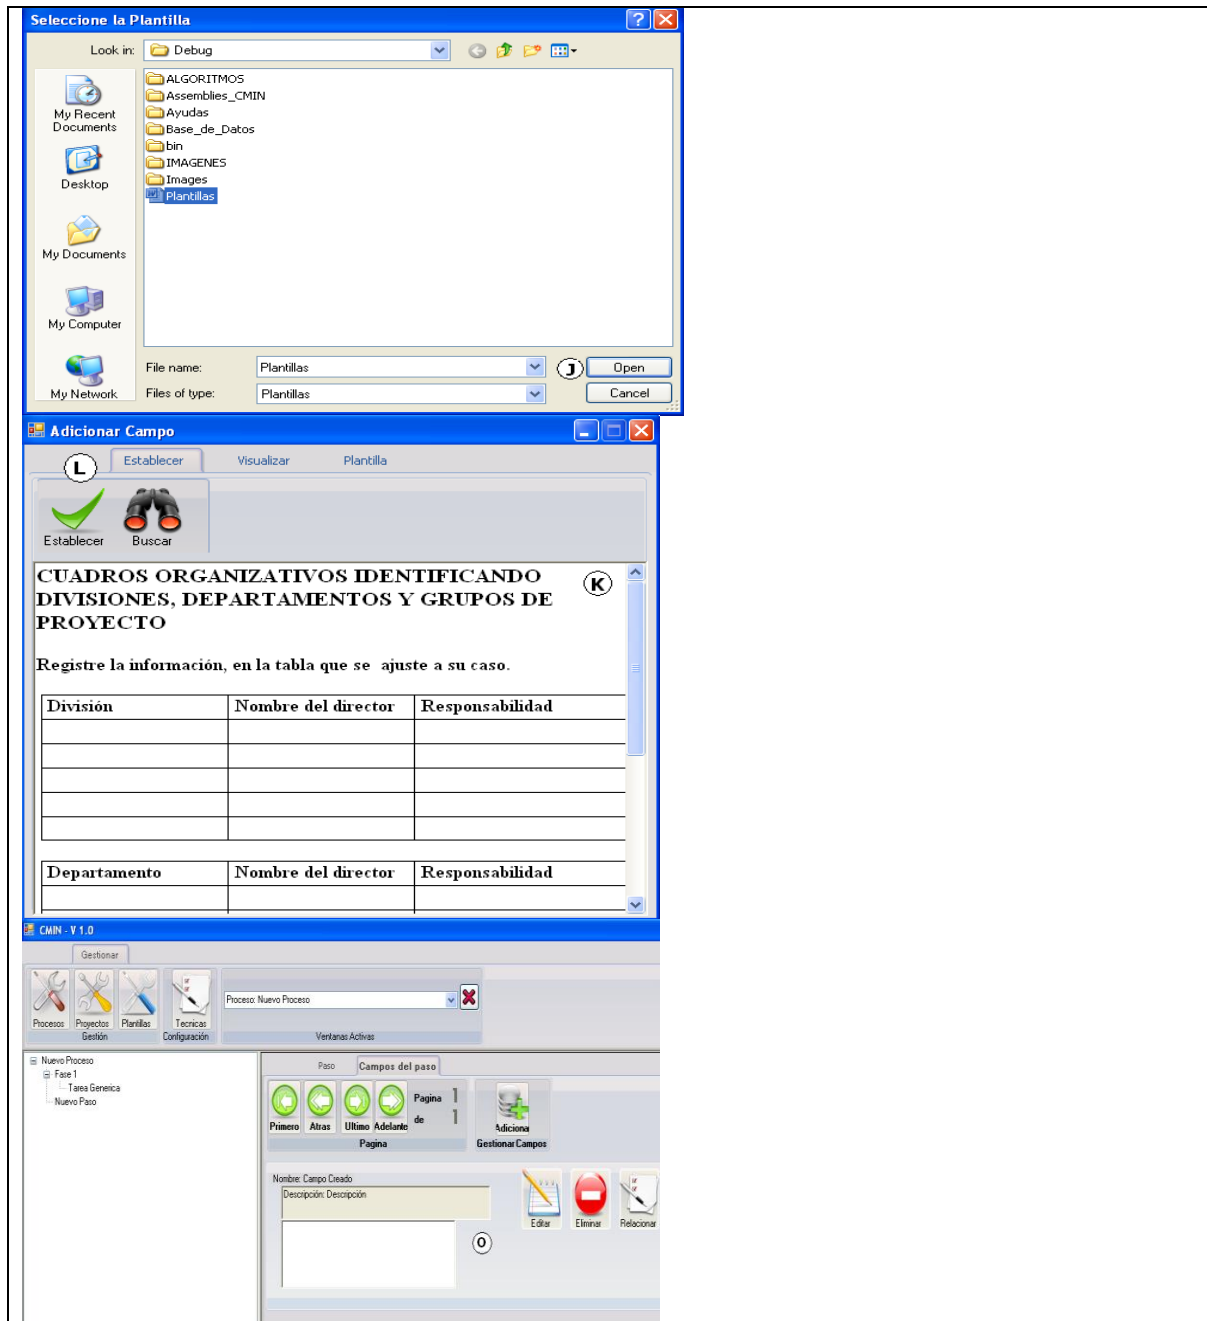 Seleccione la Plantilla
Look in: Debug
ALGORITMOS
Assemblies_CMIN
Ayudas
Base_de_Datos
bin
IMAGENES
Images
Plantillas
My Recent
Documents
Desktop
My Documents
My Computer
My Network
File name: Plantillas J Open
Files of type: Plantillas Cancel
Adicionar Campo
L Establecer Visualizar Plantilla
Establecer Buscar
K
CUADROS ORGANIZATIVOS IDENTIFICANDO
DIVISIONES, DEPARTAMENTOS Y GRUPOS DE
PROYECTO
Registre la información, en la tabla que se ajuste a su caso.
División Nombre del director Responsabilidad
Departamento Nombre del director Responsabilidad
CMIN - V 1.0
Gestionar
Proceso: Nuevo Proceso
Procesos Proyectos Plantillas Tecnicas
Gestión Configuración Ventanas Activas
Nuevo Proceso
Fase 1
Tarea Generica
Nuevo Paso
Paso Campos del paso
Pagina 1
de 1
Primero Atras Ultimo Adelante Adiciona
Pagina Gestionar Campos
Nombre: Campo Creado
Descripción: Descripción
Editar Eliminar Relacionar
O